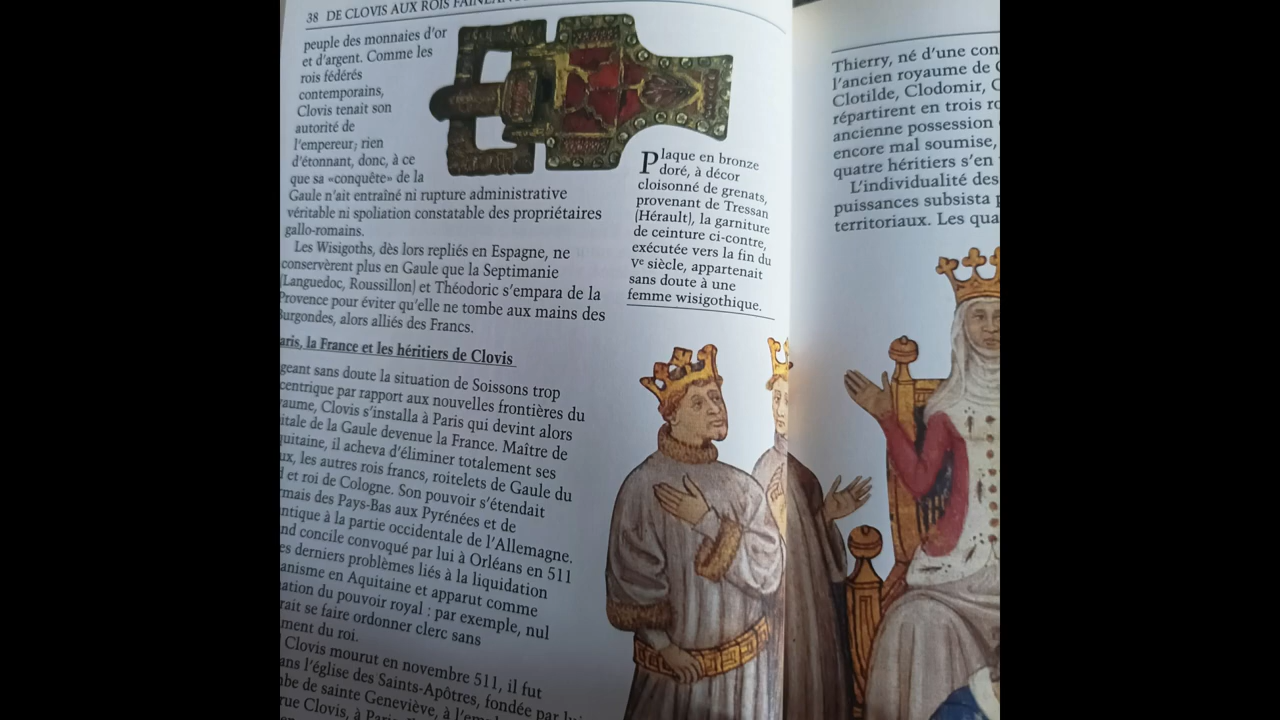 38 DE CLOVIS AUX ROIS FAINÉANTS
peuple des monnaies d'or
et d'argent. Comme les
rois fédérés
contemporains,
Clovis tenait son
autorité de
l'empereur; rien
d'étonnant, donc, à ce
que sa «conquête» de la
Gaule n'ait entraîné ni rupture administrative
véritable ni spoliation constatable des propriétaires
gallo-romains.
Les Wisigoths, dès lors repliés en Espagne, ne
conservèrent plus en Gaule que la Septimanie
(Languedoc, Roussillon) et Théodoric s'empara de la
Provence pour éviter qu'elle ne tombe aux mains des
Burgondes, alors alliés des Francs.
aris, la France et les héritiers de Clovis
geant sans doute la situation de Soissons trop
centrique par rapport aux nouvelles frontières du
aume, Clovis s'installa à Paris qui devint alors
itale de la Gaule devenue la France. Maître de
quitaine, il acheva d'éliminer totalement ses
ux, les autres rois francs, roitelets de Gaule du
et roi de Cologne. Son pouvoir s'étendait
rmais des Pays-Bas aux Pyrénées et de
ntique à la partie occidentale de l'Allemagne.
nd concile convoqué par lui à Orléans en 511
es derniers problèmes liés à la liquidation
anisme en Aquitaine et apparut comme
ation du pouvoir royal : par exemple, nul
rait se faire ordonner clerc sans
ment du roi.
Clovis mourut en novembre 511, il fut
ans l'église des Saints-Apôtres, fondée par lui
mbe de sainte Geneviève, à
rue Clovis, à
Plaque en bronze
doré, à décor
cloisonné de grenats,
provenant de Tressan
(Hérault), la garniture
de ceinture ci-contre,
exécutée vers la fin du
Ve siècle, appartenait
sans doute à une
femme wisigothique.
Thierry, né d'une con
l'ancien royaume de
Clotilde, Clodomir, C
répartirent en trois ro
ancienne possession
encore mal soumise,
quatre héritiers s'en
L'individualité des
puissances subsista p
territoriaux. Les qua